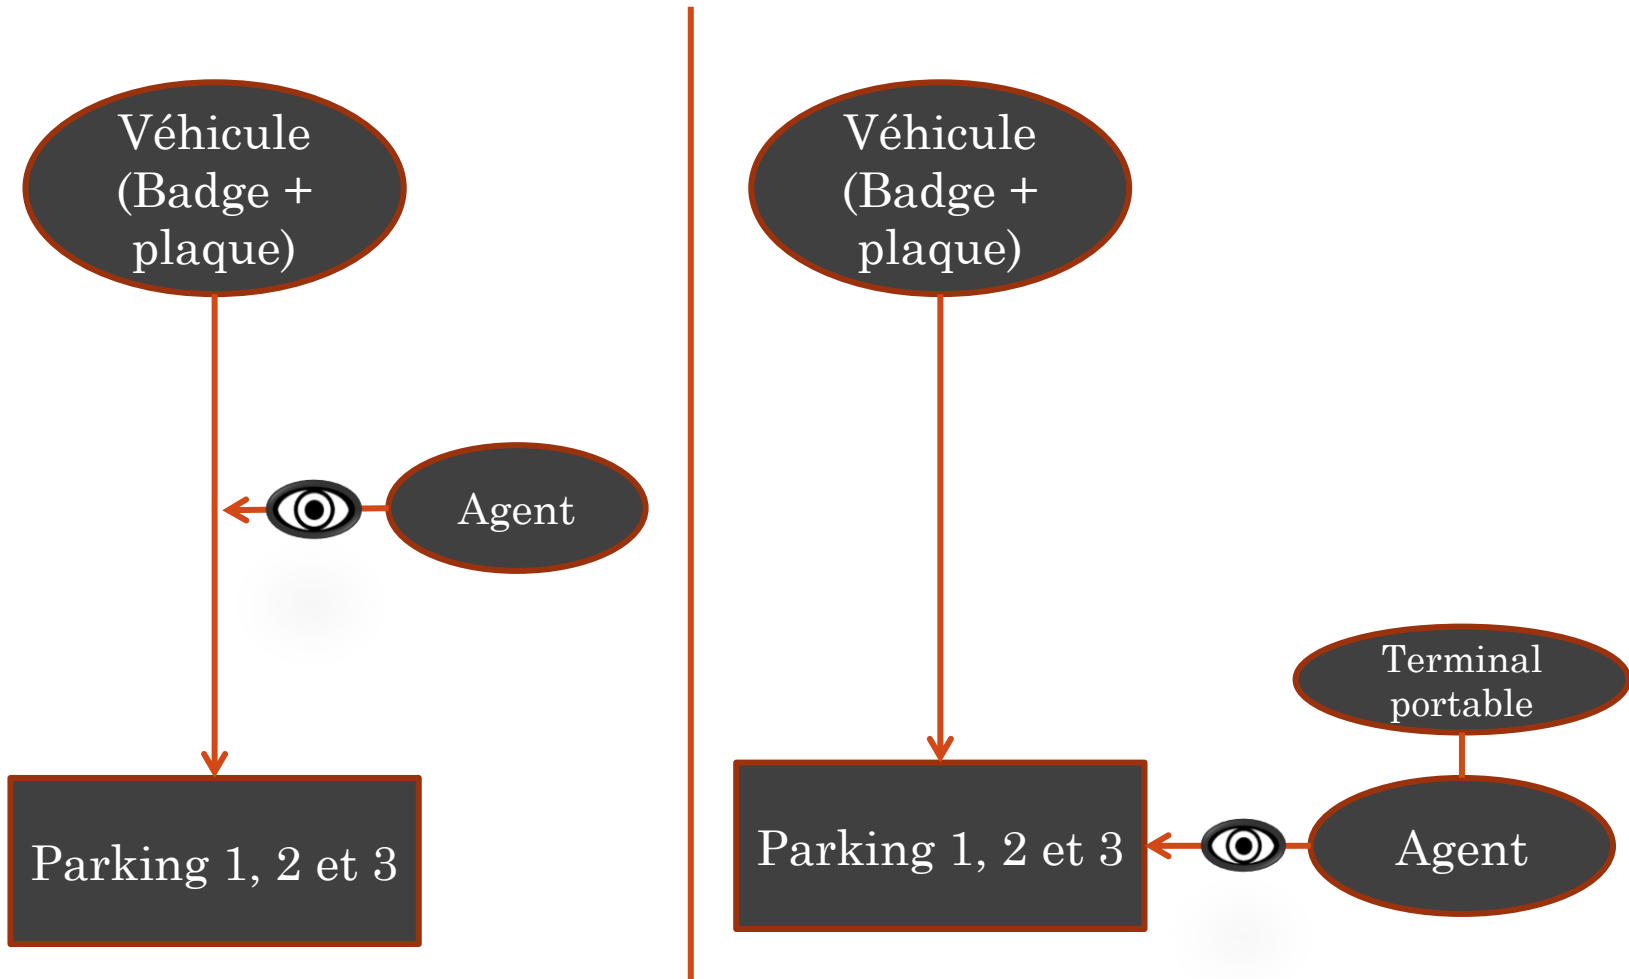 Véhicule
(Badge +
plaque)
Agent
Parking 1, 2 et 3
Véhicule
(Badge +
plaque)
Terminal
portable
Parking 1, 2 et 3
Agent